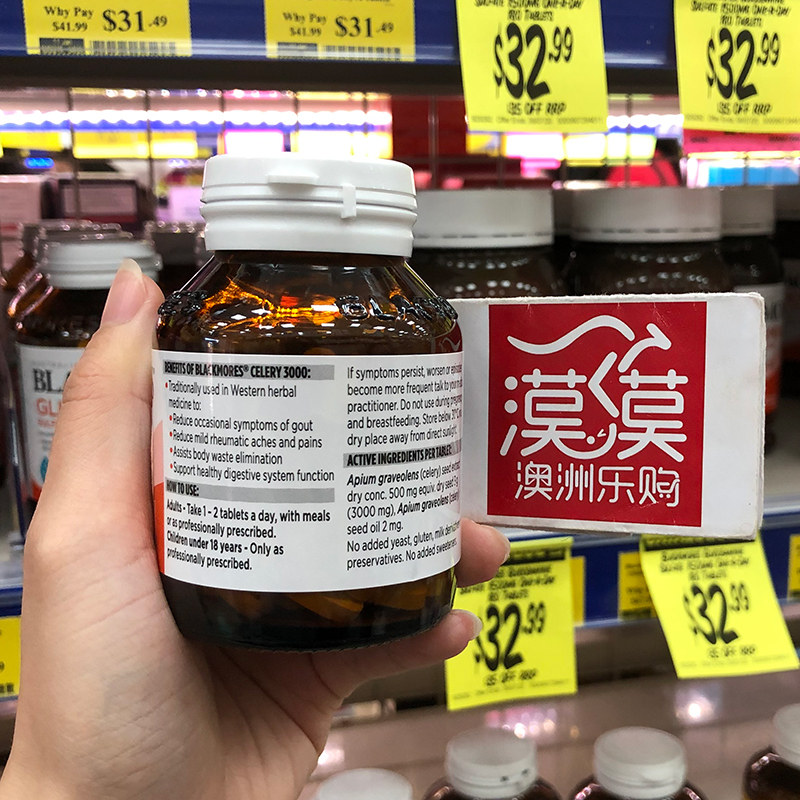 Why Pay
$41.99
$31.49
Why Pay
$41.99
$31.49
$32.99
$32.99
BENEFITS OF BLACKMORES® CELERY 3000:
•Traditionally used in Western herbal
medicine to:
•Reduce occasional symptoms of gout
•Reduce mild rheumatic aches and pains
•Assists body waste elimination
•Support healthy digestive system function
HOW TO USE:
Adults - Take 1 - 2 tablets a day, with meals
or as professionally prescribed.
Children under 18 years - Only as
professionally prescribed.
If symptoms persist, worsen or
become more frequent talk to your
practitioner. Do not use during
and breastfeeding. Store below
dry place away from direct sunlight.
ACTIVE INGREDIENTS PER TABLET:
Apium graveolens (celery) seed
dry conc. 500 mg equiv. dry seed
(3000 mg). Apium graveolens (celery)
seed oil 2 mg.
No added yeast, gluten, milk
preservatives. No added
漠漠
澳洲乐购
BL
GL
$32.99
$32.99